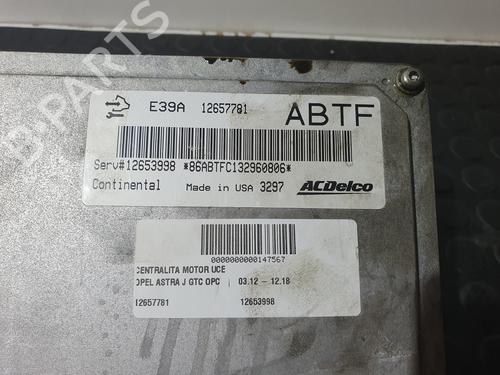 E39A 12657781 ABTF
Serv#12653998 *86ABTFC132960806*
Continental Made in USA 3297 ACDelco
0000000000147567
CENTRALITA MOTOR UCE
OPEL ASTRA J GTC OPC | 03.12 - 12.18
12657781 12653998
B-PARTS